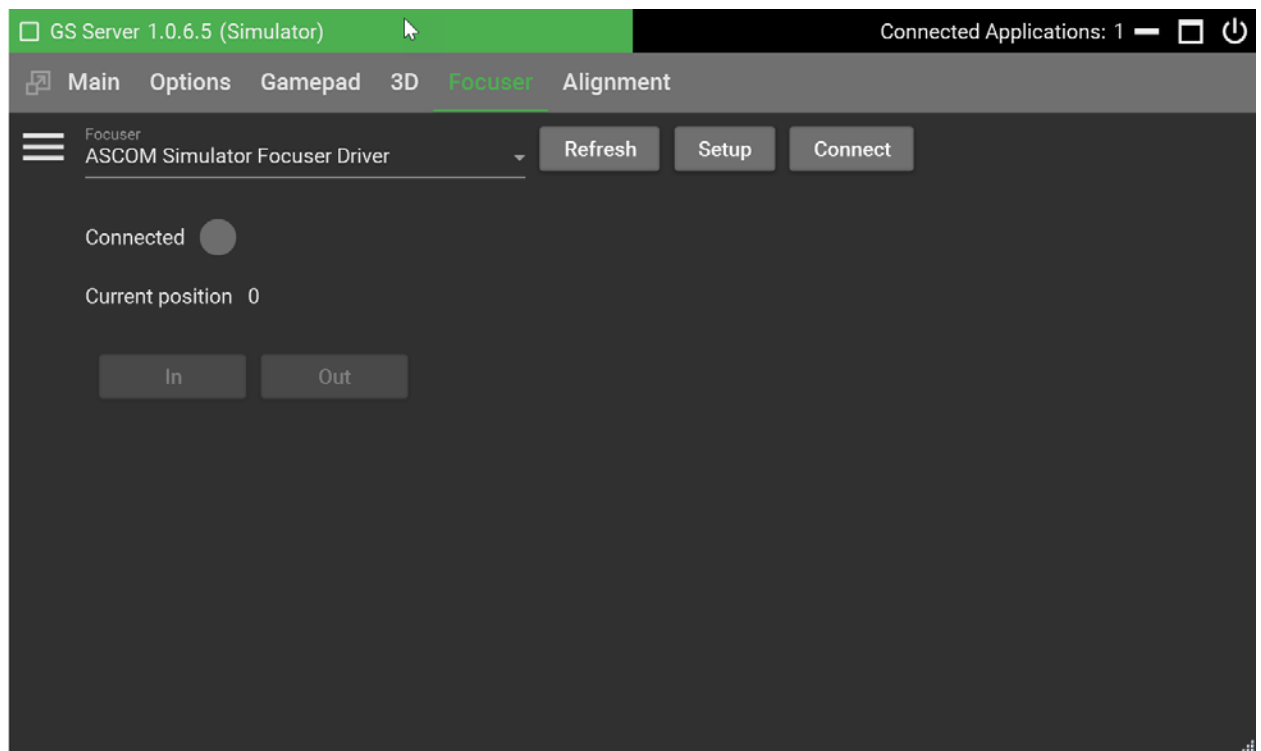 GS Server 1.0.6.5 (Simulator) Connected Applications: 1
Main Options Gamepad 3D Focuser Alignment
Focuser
ASCOM Simulator Focuser Driver Refresh Setup Connect
Connected
Current position 0
In Out